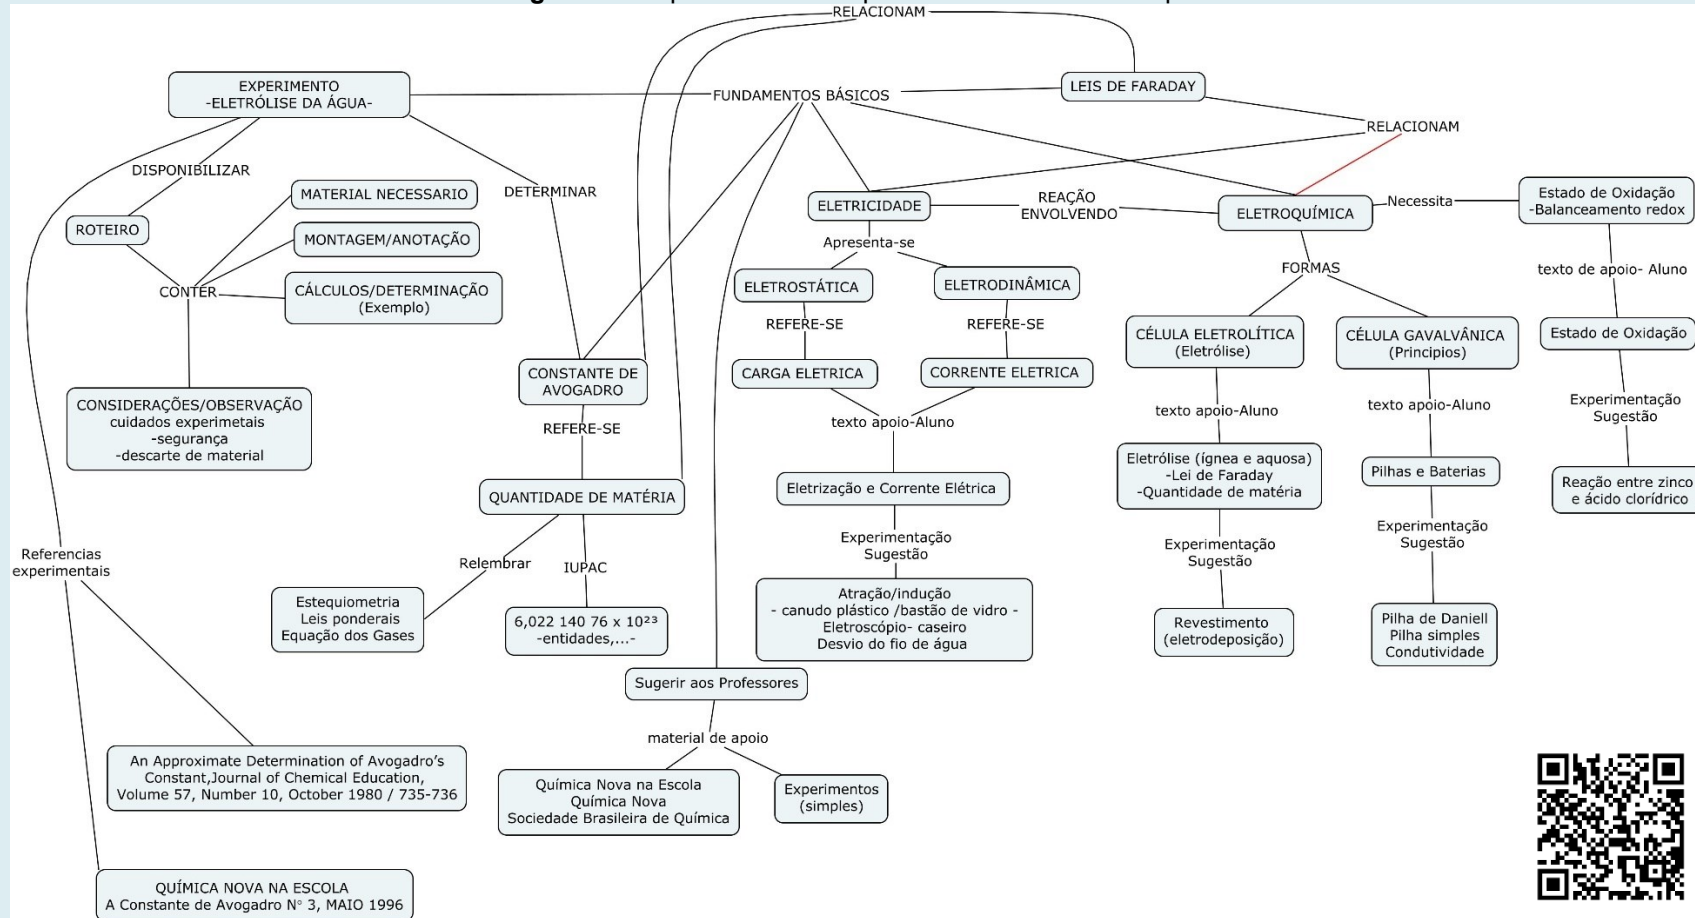 RELACIONAM
EXPERIMENTO
-ELETRÓLISE DA ÁGUA-
FUNDAMENTOS BÁSICOS
LEIS DE FARADAY
RELACIONAM
DISPONIBILIZAR
MATERIAL NECESSARIO
DETERMINAR
ELETRICIDADE
REAÇÃO
ENVOLVENDO
ELETROQUÍMICA
Necessita
Estado de Oxidação
-Balanceamento redox
ROTEIRO
MONTAGEM/ANOTAÇÃO
Apresenta-se
CONTER
CÁLCULOS/DETERMINAÇÃO
(Exemplo)
ELETROSTÁTICA
ELETRODINÂMICA
FORMAS
texto de apoio- Aluno
REFERE-SE
REFERE-SE
CÉLULA ELETROLÍTICA
(Eletrólise)
CÉLULA GAVALVÂNICA
(Principios)
Estado de Oxidação
CONSTANTE DE
AVOGADRO
CARGA ELETRICA
CORRENTE ELETRICA
CONSIDERAÇÕES/OBSERVAÇÃO
cuidados experimetais
-segurança
-descarte de material
REFERE-SE
texto apoio-Aluno
texto apoio-Aluno
texto apoio-Aluno
Experimentação
Sugestão
QUANTIDADE DE MATÉRIA
Eletrização e Corrente Elétrica
Eletrólise (ígnea e aquosa)
-Lei de Faraday
-Quantidade de matéria
Pilhas e Baterias
Reação entre zinco
e ácido clorídrico
Referencias
experimentais
Relembrar
IUPAC
Experimentação
Sugestão
Experimentação
Sugestão
Experimentação
Sugestão
Estequiometria
Leis ponderais
Equação dos Gases
6,022 140 76 x 10²³
-entidades,...-
Atração/indução
- canudo plástico /bastão de vidro -
Eletroscópio- caseiro
Desvio do fio de água
Revestimento
(eletrodeposição)
Pilha de Daniell
Pilha simples
Condutividade
Sugerir aos Professores
material de apoio
An Approximate Determination of Avogadro's
Constant,Journal of Chemical Education,
Volume 57, Number 10, October 1980 / 735-736
Química Nova na Escola
Química Nova
Sociedade Brasileira de Química
Experimentos
(simples)
QUÍMICA NOVA NA ESCOLA
A Constante de Avogadro N° 3, MAIO 1996